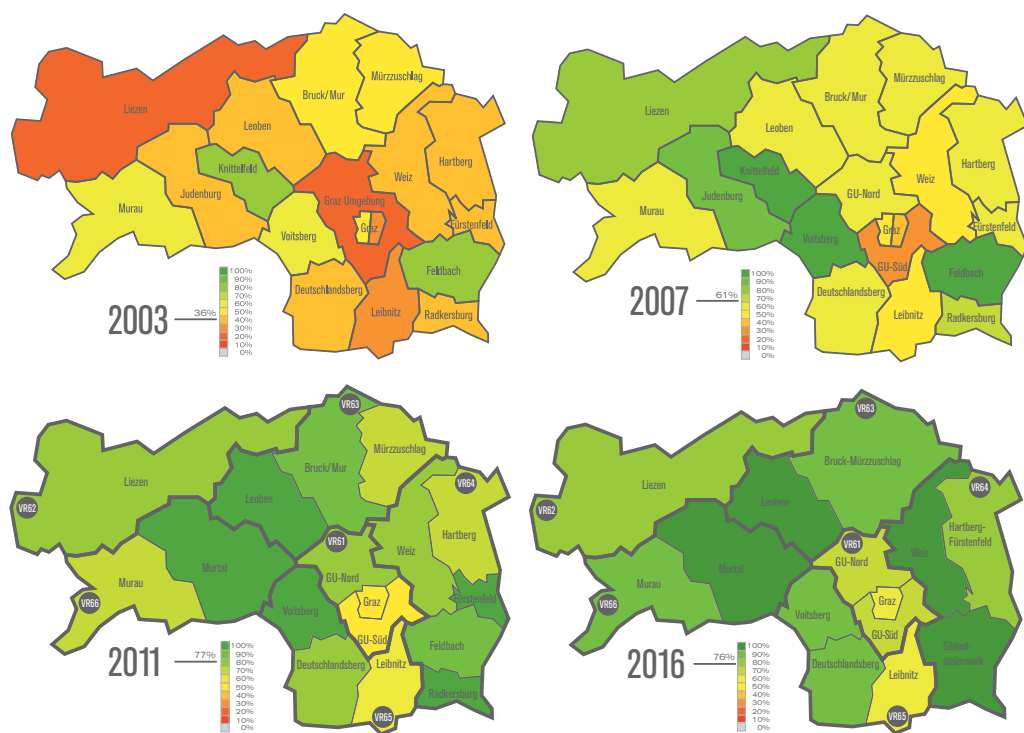 Liezen
Bruck/Mur
Mürzzuschlag
Leoben
Hartberg
Knittelfeld
Weiz
Judenburg
Graz Umgebung
Murau
Fürstenfeld
Graz
Voitsberg
Feldbach
Deutschlandsberg
Leibnitz
Radkersburg
2003
36%
100%
90%
80%
70%
60%
50%
40%
30%
20%
10%
0%
Liezen
Bruck/Mur
Mürzzuschlag
Leoben
Hartberg
Knittelfeld
Weiz
Judenburg
GU-Nord
Murau
Fürstenfeld
Graz
Voitsberg
GU-Süd
Feldbach
Deutschlandsberg
Leibnitz
Radkersburg
2007
61%
100%
90%
80%
70%
60%
50%
40%
30%
20%
10%
0%
VR63
Mürzzuschlag
Bruck/Mur
Liezen
VR64
Leoben
VR62
Hartberg
VR61
Weiz
Murtal
GU-Nord
Murau
VR66
Graz
Fürstenfeld
Voitsberg
GU-Süd
Feldbach
Deutschlandsberg
Leibnitz
Radkersburg
VR65
2011
77%
100%
90%
80%
70%
60%
50%
40%
30%
20%
10%
0%
VR63
Bruck-Mürzzuschlag
Liezen
VR64
Leoben
VR62
Hartberg-
Fürstenfeld
VR61
Weiz
GU-Nord
Murtal
Murau
VR66
Graz
Voitsberg
GU-Süd
Südost-
steiermark
Deutschlandsberg
Leibnitz
VR65
2016
76%
100%
90%
80%
70%
60%
50%
40%
30%
20%
10%
0%